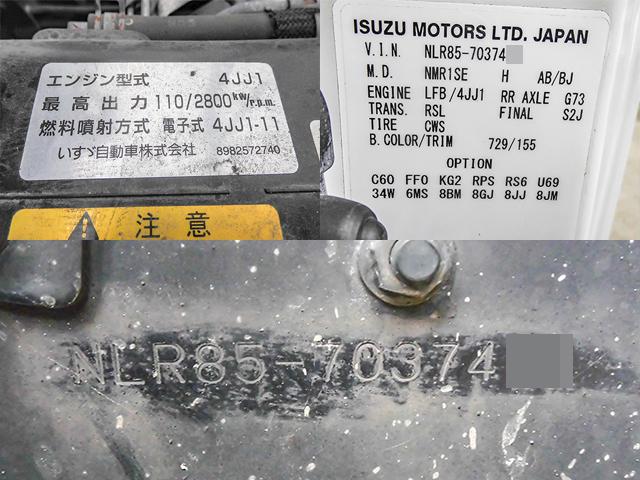 エンジン型式 4JJ1
最高出力 110/2800kW/r.p.m.
燃料噴射方式 電子式 4JJ1-11
いすゞ自動車株式会社 8982572740
注意
ISUZU MOTORS LTD. JAPAN
V.I.N. NLR85-70374
M.D. NMR1SE H AB/BJ
ENGINE LFB/4JJ1 RR AXLE G73
TRANS. RSL FINAL S2J
TIRE CWS
B.COLOR/TRIM 729/155
OPTION
C60 FF0 KG2 RPS RS6 U69
34W 6MS 8BM 8GJ 8JJ 8JM
NLR85-70374